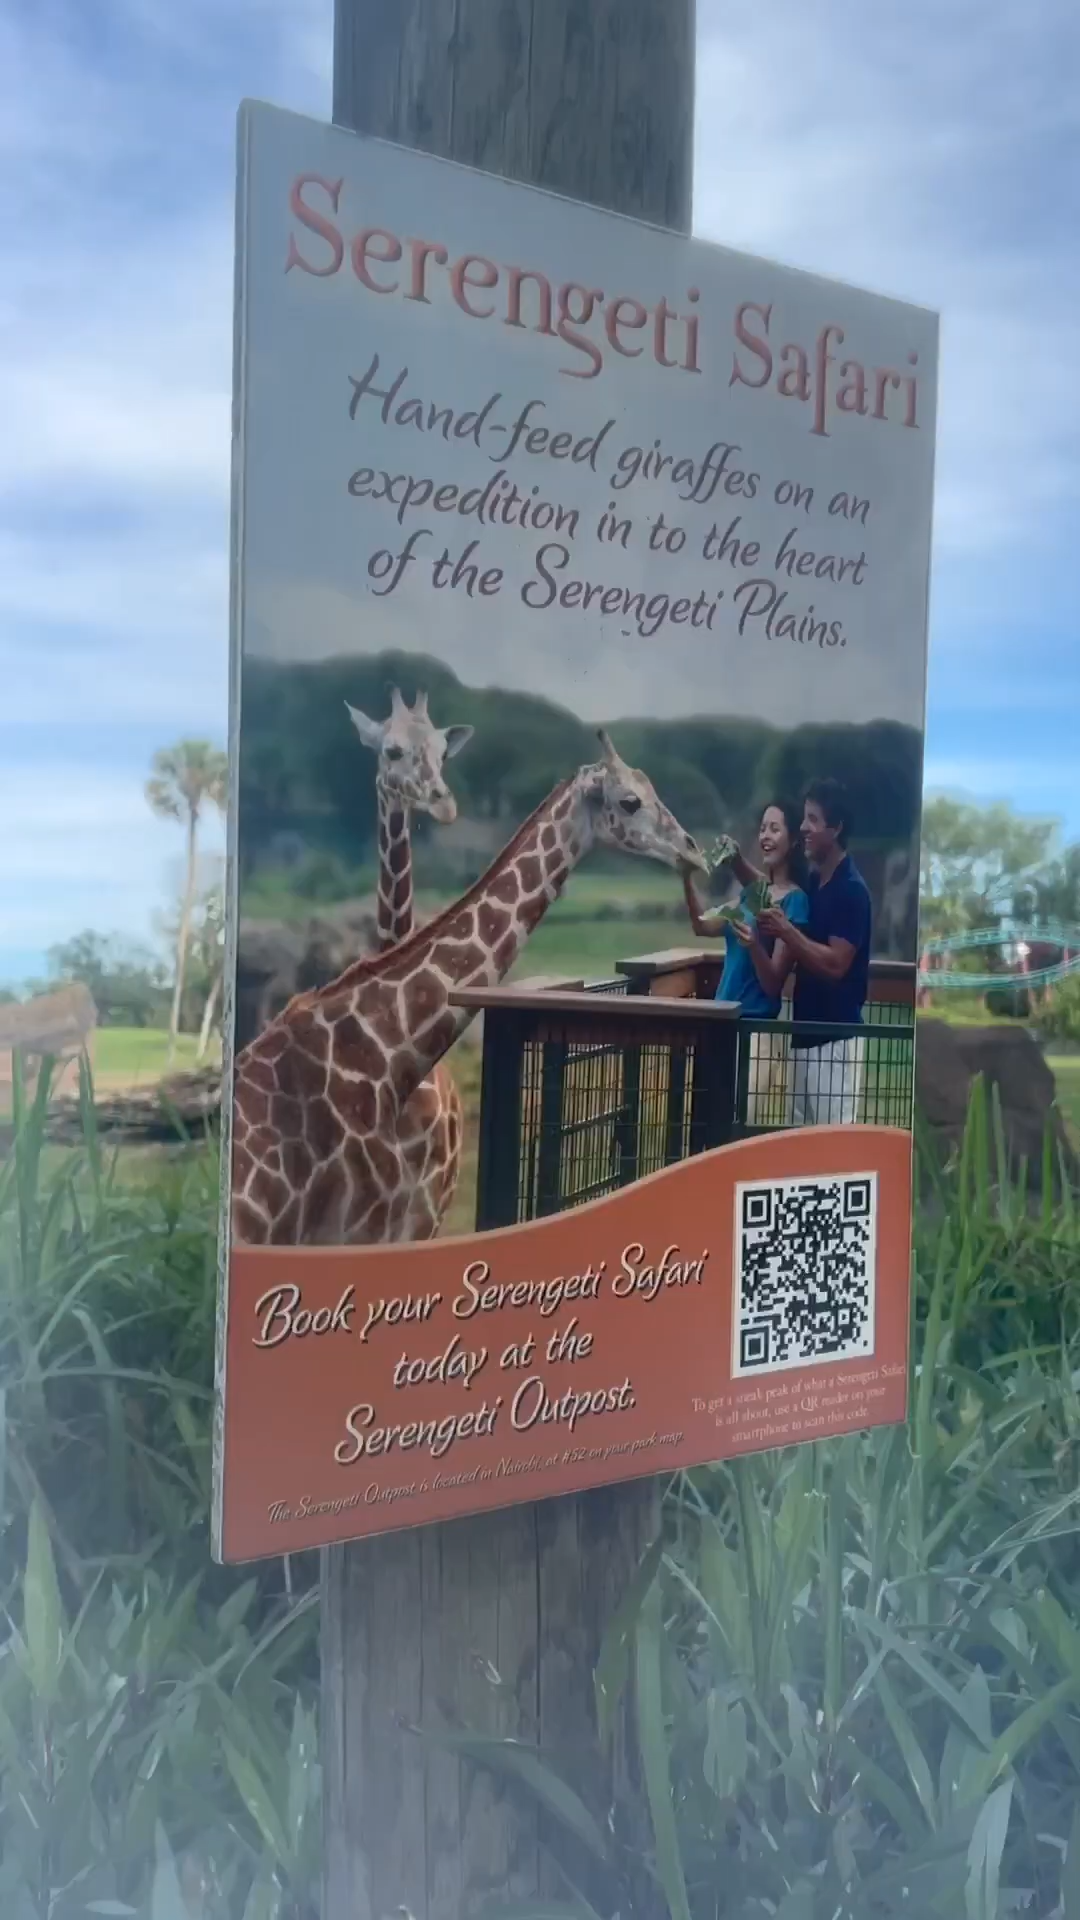 Serengeti Safari
Hand-feed giraffes on an
expedition in to the heart
of the Serengeti Plains.
Book your Serengeti Safari
today at the
Serengeti Outpost.
The Serengeti Outpost is located in Nairobi, at #52 on your park map.
To get a sneak peak of what a Serengeti Safari
is all about, use a QR reader on your
smartphone to scan this code.